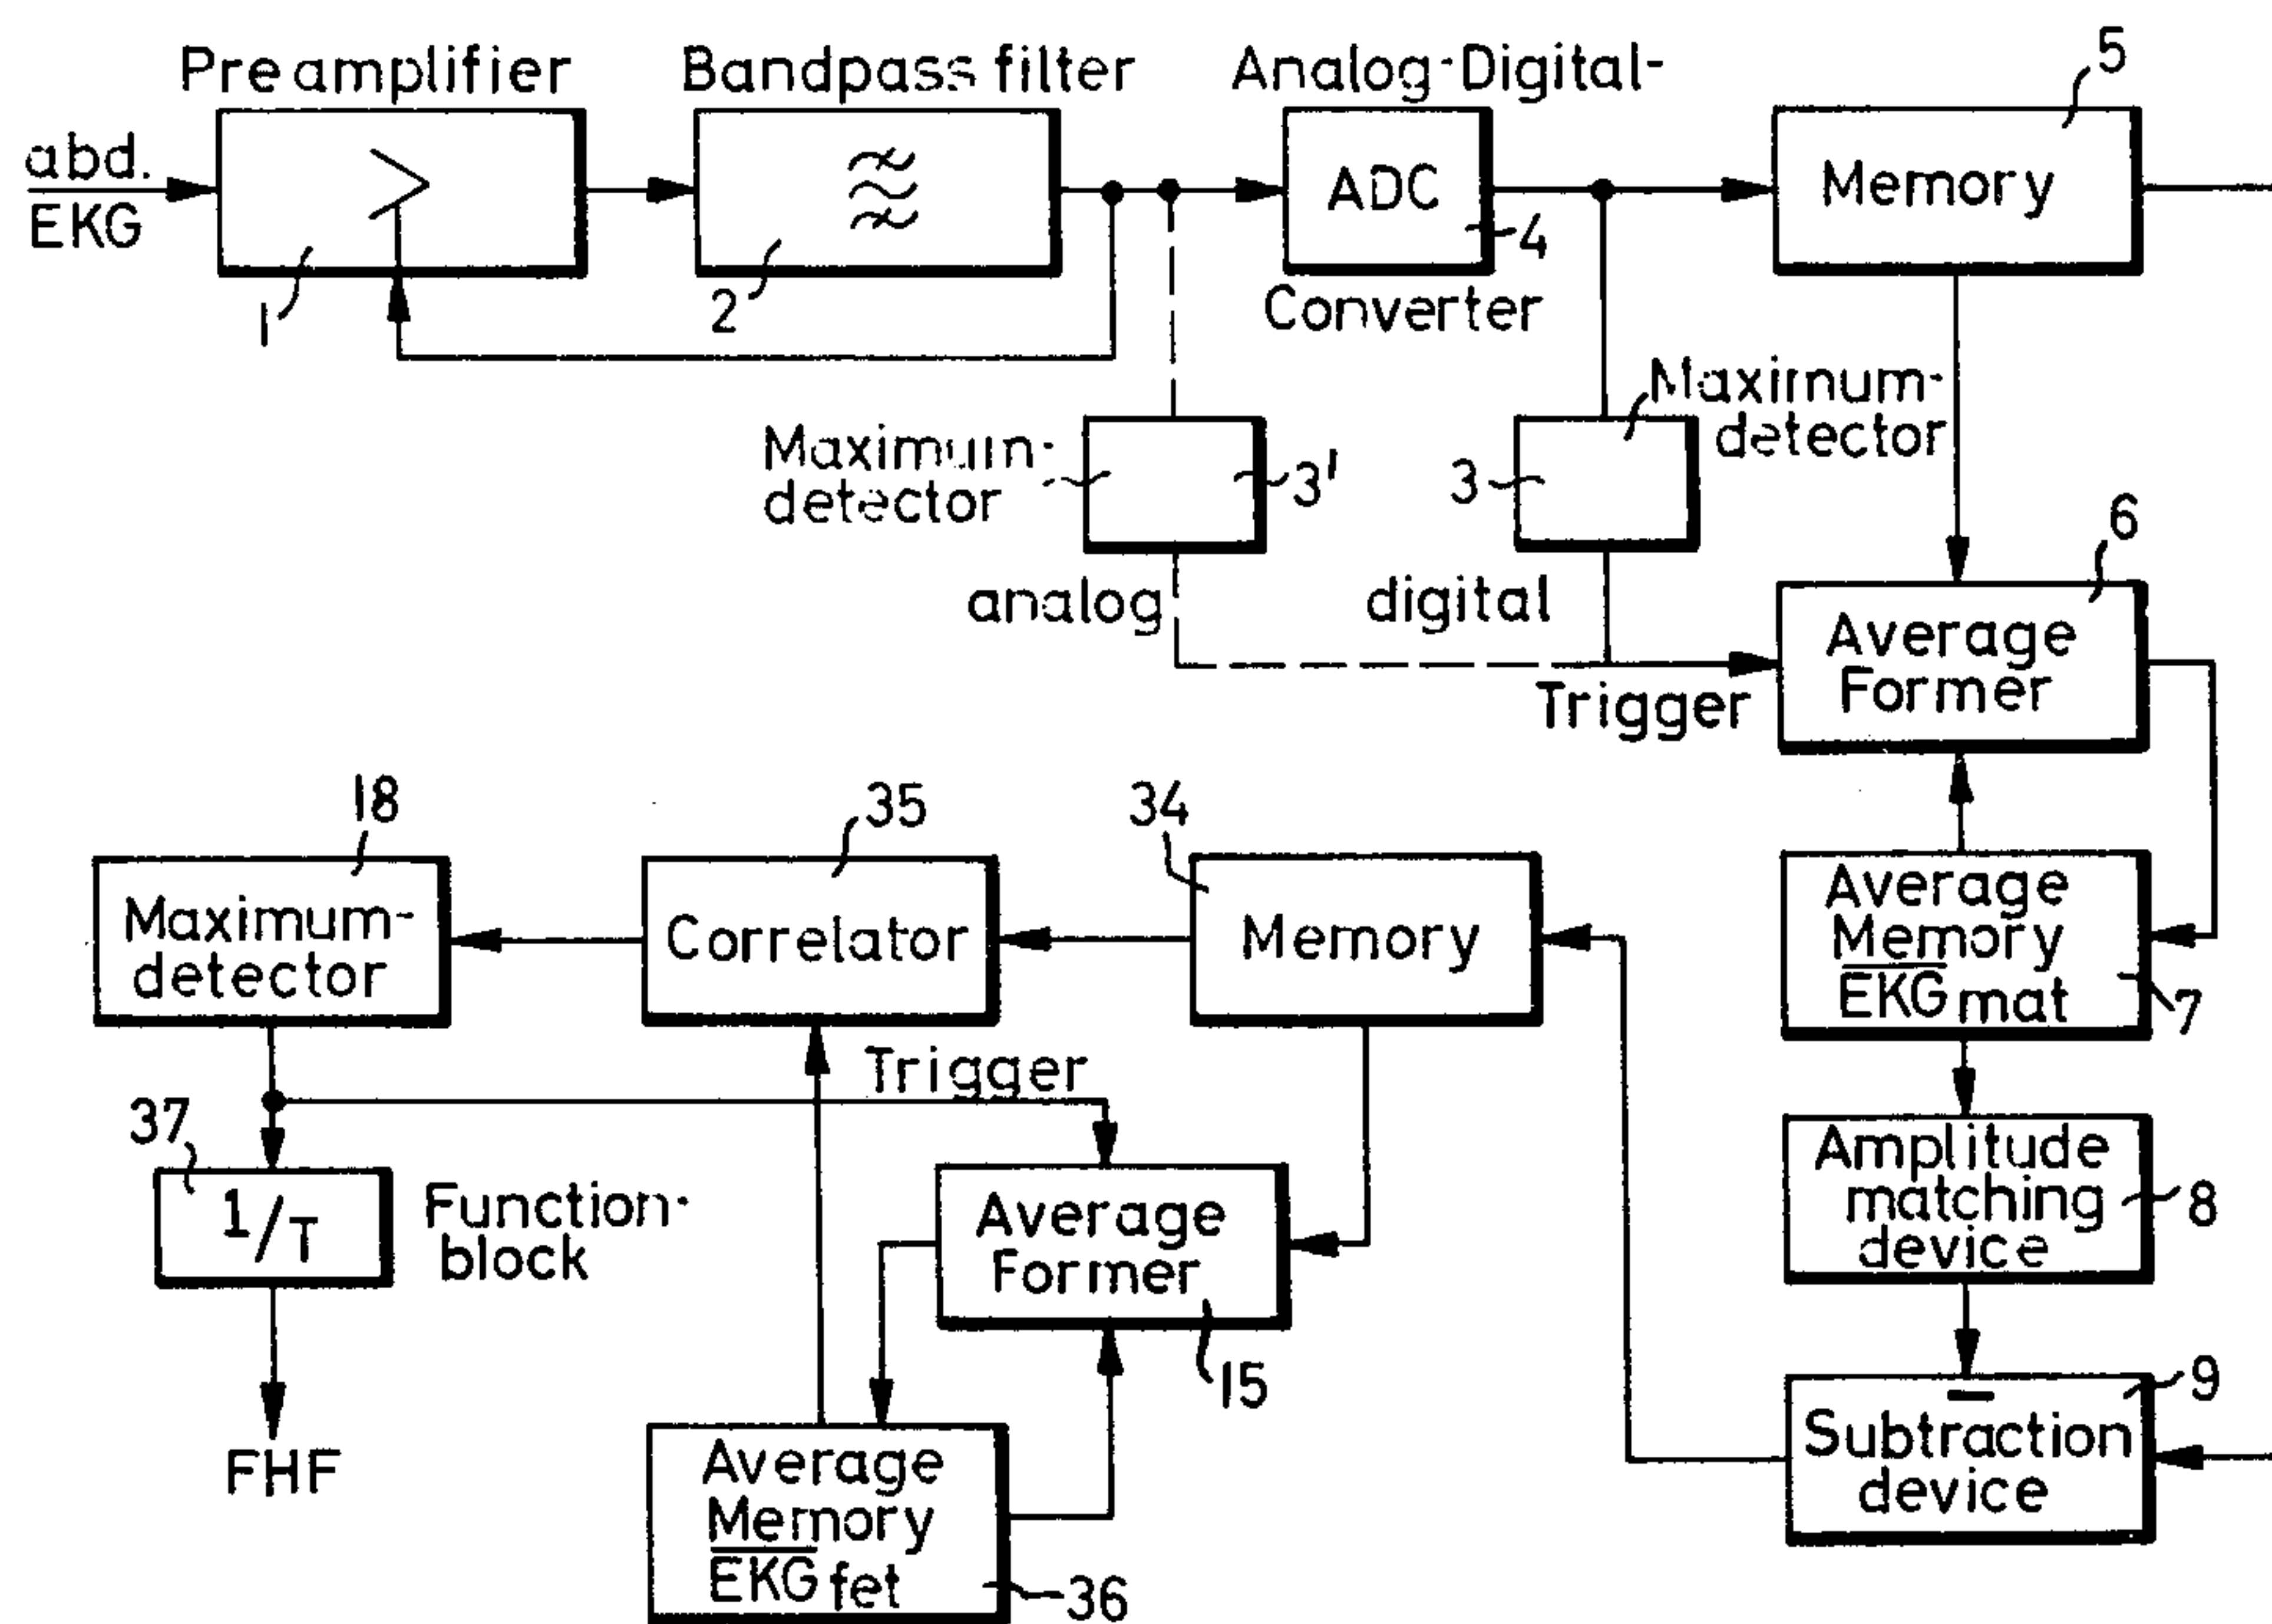 Preamplifier
Bandpass filter
Analog-Digital-
5
abd.
EKG
ADC
Memory
4
1
2
Converter
Maximum-
detector
Maximum-
detector
3'
3
6
analog
digital
Average
Former
Trigger
18
35
34
Maximum-
detector
Correlator
Memory
Average
Memory
EKG mat
7
Trigger
37
1/T
Function-
block
Average
Former
Amplitude
matching
device
8
15
9
–
Subtraction
device
FHF
Average
Memory
EKG fet
36